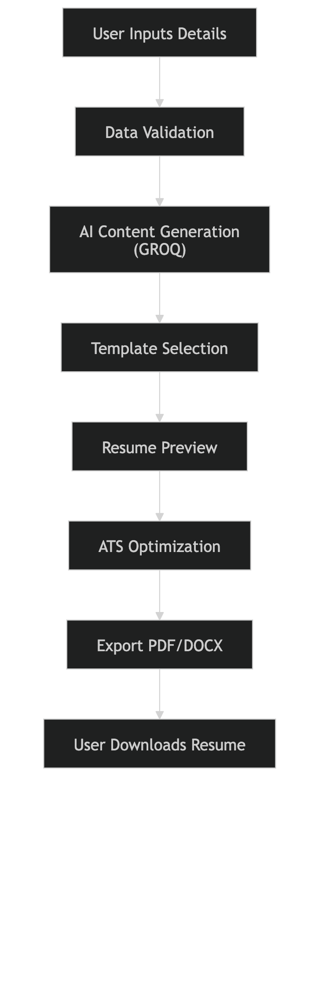 User Inputs Details
Data Validation
AI Content Generation
(GROQ)
Template Selection
Resume Preview
ATS Optimization
Export PDF/DOCX
User Downloads Resume